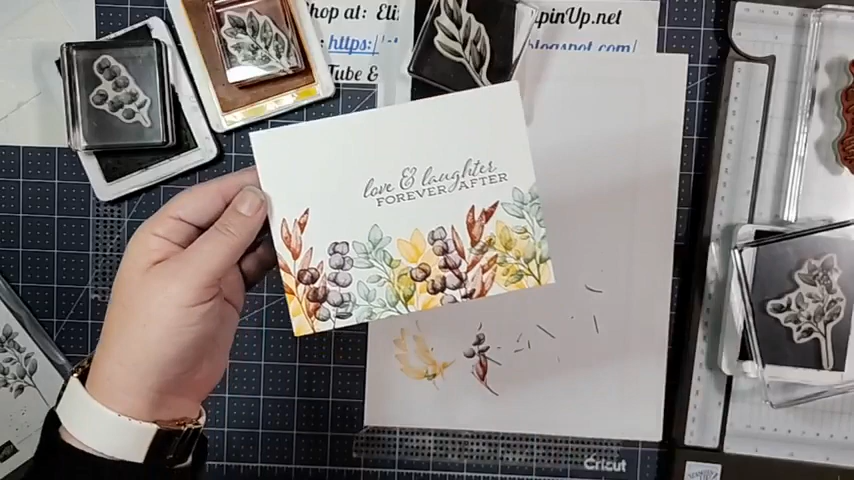 Shop at: Eli
pinUp.net
https:/
blogspot.com/
Tube &
love & laughter
FOREVER AFTER
Cricut